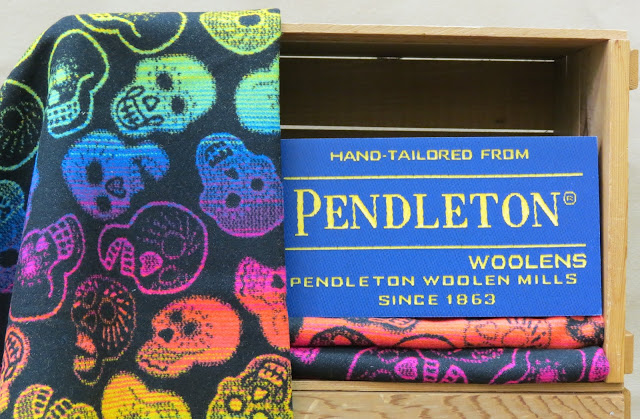 HAND-TAILORED FROM
PENDLETON®
WOOLENS
PENDLETON WOOLEN MILLS
SINCE 1863